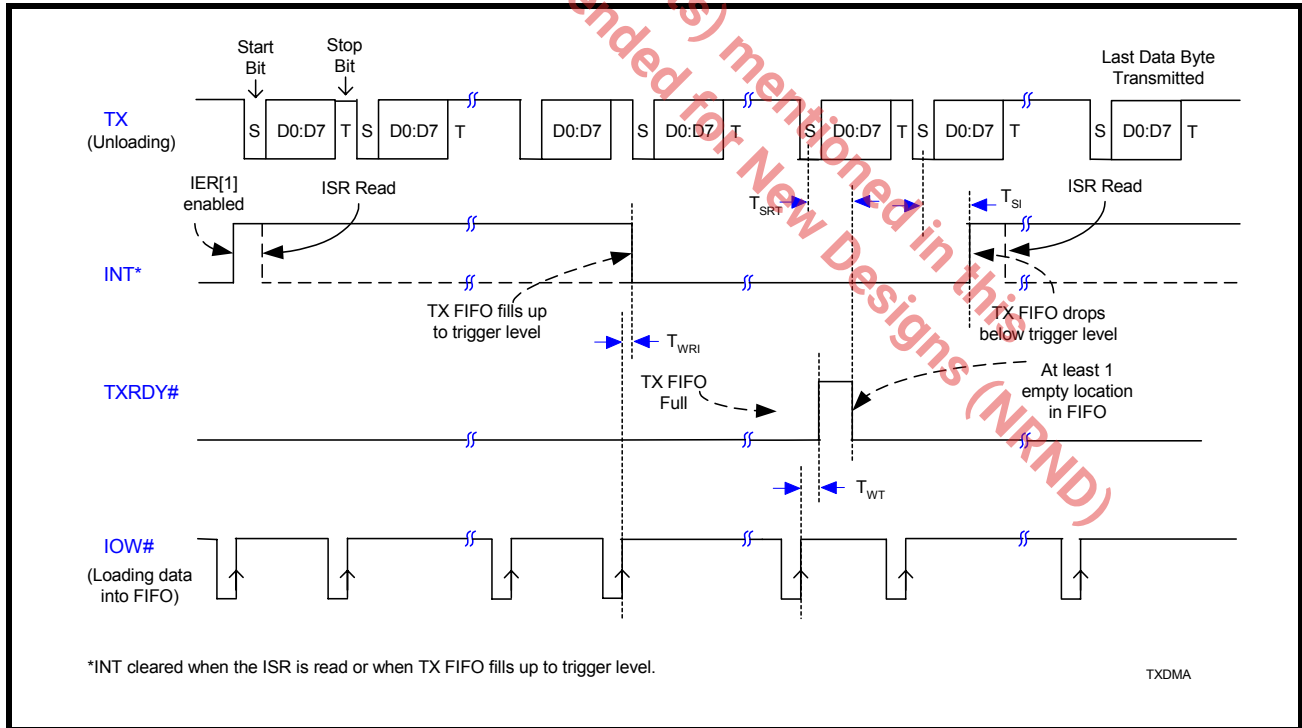 s) mentioned in this
ended for New Designs (NRND)
Start
Bit
Stop
Bit
Last Data Byte
Transmitted
TX
(Unloading)
S D0:D7 T S D0:D7 T D0:D7 S D0:D7 T S D0:D7 T S D0:D7 T S D0:D7 T
IER[1]
enabled
ISR Read
TSRT
TSI
ISR Read
INT*
TX FIFO fills up
to trigger level
TX FIFO drops
below trigger level
TWRI
TXRDY#
TX FIFO
Full
At least 1
empty location
in FIFO
TWT
IOW#
(Loading data
into FIFO)
*INT cleared when the ISR is read or when TX FIFO fills up to trigger level.
TXDMA